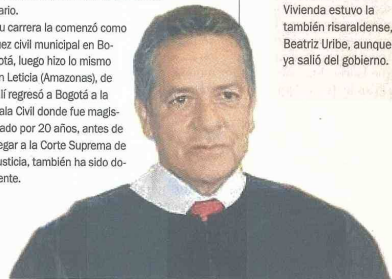 ario.
u carrera la comenzó como
ez civil municipal en Bo-
otá, luego hizo lo mismo
n Leticia (Amazonas), de
lí regresó a Bogotá a la
ala Civil donde fue magis-
ado por 20 años, antes de
egar a la Corte Suprema de
usticia, también ha sido do-
ente.
Vivienda estuvo la
también risaraldense,
Beatriz Uribe, aunque
ya salió del gobierno.